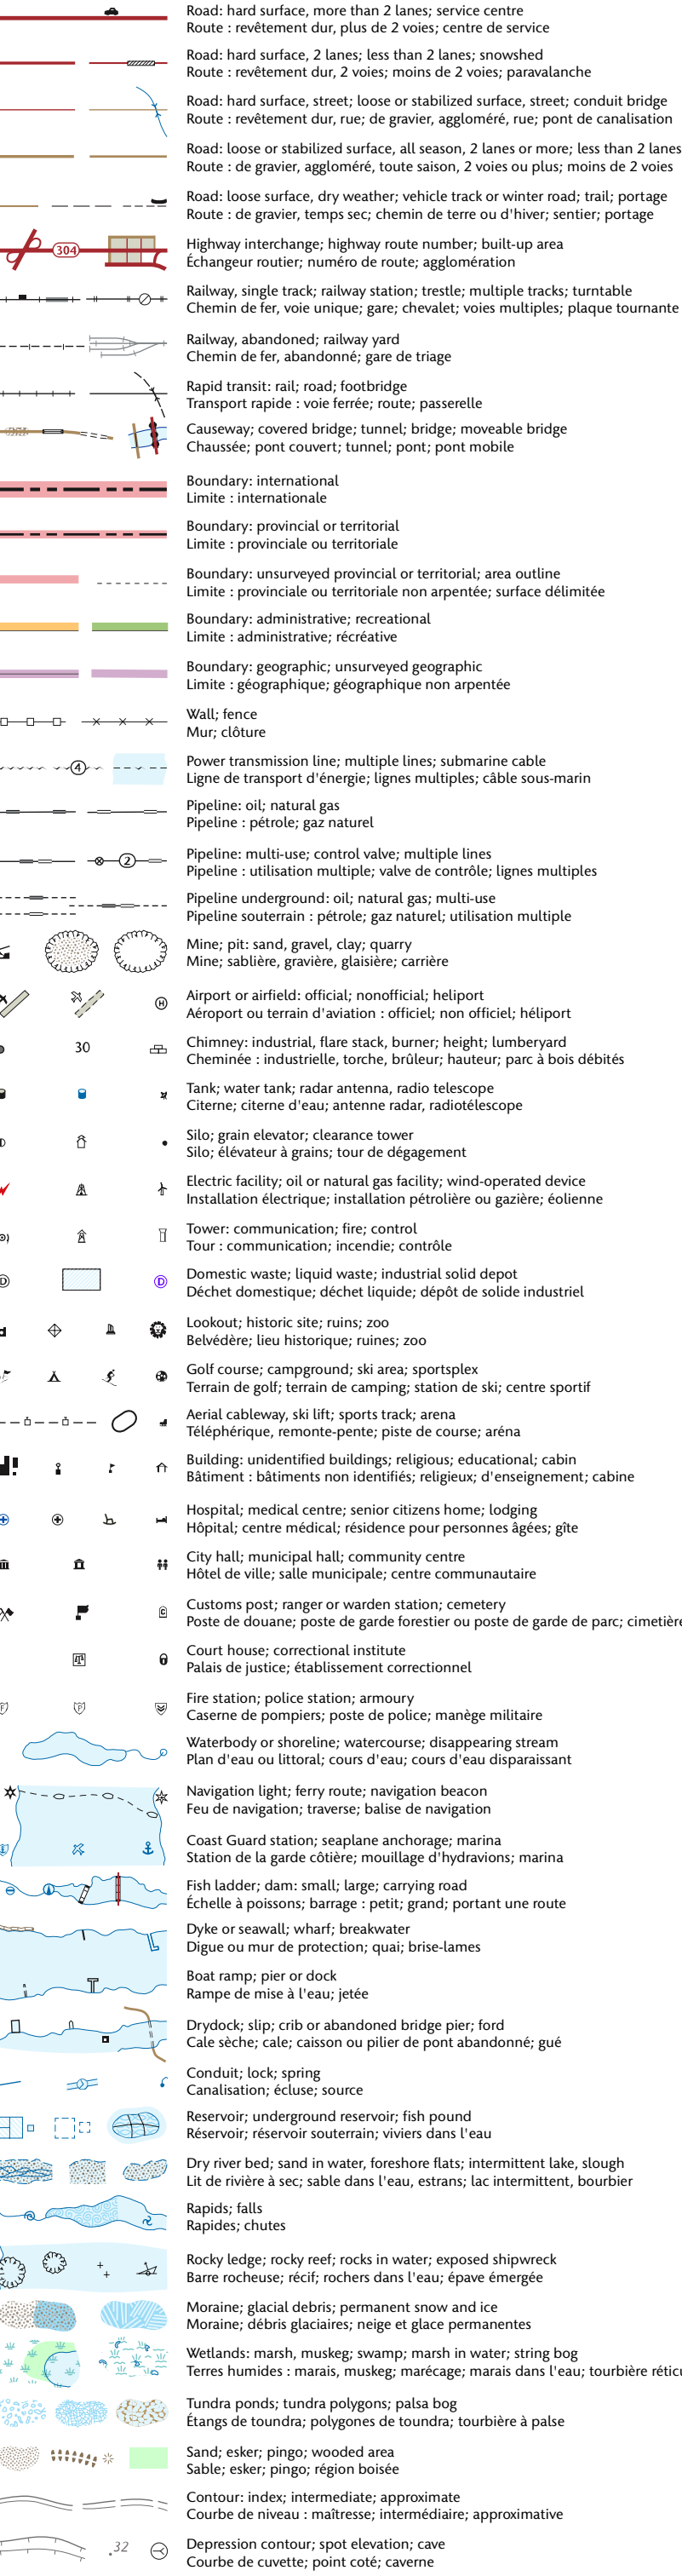 Road: hard surface, more than 2 lanes; service centre
Route : revêtement dur, plus de 2 voies; centre de service
Road: hard surface, 2 lanes; less than 2 lanes; snowshed
Route : revêtement dur, 2 voies; moins de 2 voies; paravalanche
Road: hard surface, street; loose or stabilized surface, street; conduit bridge
Route : revêtement dur, rue; de gravier, aggloméré, rue; pont de canalisation
Road: loose or stabilized surface, all season, 2 lanes or more; less than 2 lanes
Route : de gravier, aggloméré, toute saison, 2 voies ou plus; moins de 2 voies
Road: loose surface, dry weather; vehicle track or winter road; trail; portage
Route : de gravier, temps sec; chemin de terre ou d'hiver; sentier; portage
304 Highway interchange; highway route number; built-up area
Échangeur routier; numéro de route; agglomération
Railway, single track; railway station; trestle; multiple tracks; turntable
Chemin de fer, voie unique; gare; chevalet; voies multiples; plaque tournante
Railway, abandoned; railway yard
Chemin de fer, abandonné; gare de triage
Rapid transit: rail; road; footbridge
Transport rapide : voie ferrée; route; passerelle
Causeway; covered bridge; tunnel; bridge; moveable bridge
Chaussée; pont couvert; tunnel; pont; pont mobile
Boundary: international
Limite : internationale
Boundary: provincial or territorial
Limite : provinciale ou territoriale
Boundary: unsurveyed provincial or territorial; area outline
Limite : provinciale ou territoriale non arpentée; surface délimitée
Boundary: administrative; recreational
Limite : administrative; récréative
Boundary: geographic; unsurveyed geographic
Limite : géographique; géographique non arpentée
Wall; fence
Mur; clôture
4 Power transmission line; multiple lines; submarine cable
Ligne de transport d'énergie; lignes multiples; câble sous-marin
Pipeline: oil; natural gas
Pipeline : pétrole; gaz naturel
2 Pipeline: multi-use; control valve; multiple lines
Pipeline : utilisation multiple; valve de contrôle; lignes multiples
Pipeline underground: oil; natural gas; multi-use
Pipeline souterrain : pétrole; gaz naturel; utilisation multiple
Mine; pit: sand, gravel, clay; quarry
Mine; sablière, gravière, glaisière; carrière
H Airport or airfield: official; nonofficial; heliport
Aéroport ou terrain d'aviation : officiel; non officiel; héliport
30 Chimney: industrial, flare stack, burner; height; lumberyard
Cheminée : industrielle, torche, brûleur; hauteur; parc à bois débités
Tank; water tank; radar antenna, radio telescope
Citerne; citerne d'eau; antenne radar, radiotélescope
Silo; grain elevator; clearance tower
Silo; élévateur à grains; tour de dégagement
Electric facility; oil or natural gas facility; wind-operated device
Installation électrique; installation pétrolière ou gazière; éolienne
Tower: communication; fire; control
Tour : communication; incendie; contrôle
D D Domestic waste; liquid waste; industrial solid depot
Déchet domestique; déchet liquide; dépôt de solide industriel
Lookout; historic site; ruins; zoo
Belvédère; lieu historique; ruines; zoo
Golf course; campground; ski area; sportsplex
Terrain de golf; terrain de camping; station de ski; centre sportif
Aerial cableway, ski lift; sports track; arena
Téléphérique, remonte-pente; piste de course; aréna
Building: unidentified buildings; religious; educational; cabin
Bâtiment : bâtiments non identifiés; religieux; d'enseignement; cabine
Hospital; medical centre; senior citizens home; lodging
Hôpital; centre médical; résidence pour personnes âgées; gîte
City hall; municipal hall; community centre
Hôtel de ville; salle municipale; centre communautaire
C Customs post; ranger or warden station; cemetery
Poste de douane; poste de garde forestier ou poste de garde de parc; cimetière
Court house; correctional institute
Palais de justice; établissement correctionnel
F P Fire station; police station; armoury
Caserne de pompiers; poste de police; manège militaire
Waterbody or shoreline; watercourse; disappearing stream
Plan d'eau ou littoral; cours d'eau; cours d'eau disparaissant
Navigation light; ferry route; navigation beacon
Feu de navigation; traverse; balise de navigation
Coast Guard station; seaplane anchorage; marina
Station de la garde côtière; mouillage d'hydravions; marina
Fish ladder; dam: small; large; carrying road
Échelle à poissons; barrage : petit; grand; portant une route
Dyke or seawall; wharf; breakwater
Digue ou mur de protection; quai; brise-lames
Boat ramp; pier or dock
Rampe de mise à l'eau; jetée
Drydock; slip; crib or abandoned bridge pier; ford
Cale sèche; cale; caisson ou pilier de pont abandonné; gué
Conduit; lock; spring
Canalisation; écluse; source
Reservoir; underground reservoir; fish pound
Réservoir; réservoir souterrain; viviers dans l'eau
Dry river bed; sand in water, foreshore flats; intermittent lake, slough
Lit de rivière à sec; sable dans l'eau, estrans; lac intermittent, bourbier
Rapids; falls
Rapides; chutes
Rocky ledge; rocky reef; rocks in water; exposed shipwreck
Barre rocheuse; récif; rochers dans l'eau; épave émergée
Moraine; glacial debris; permanent snow and ice
Moraine; débris glaciaires; neige et glace permanentes
Wetlands: marsh, muskeg; swamp; marsh in water; string bog
Terres humides : marais, muskeg; marécage; marais dans l'eau; tourbière réticu
Tundra ponds; tundra polygons; palsa bog
Étangs de toundra; polygones de toundra; tourbière à palse
Sand; esker; pingo; wooded area
Sable; esker; pingo; région boisée
Contour: index; intermediate; approximate
Courbe de niveau : maîtresse; intermédiaire; approximative
.32 Depression contour; spot elevation; cave
Courbe de cuvette; point coté; caverne